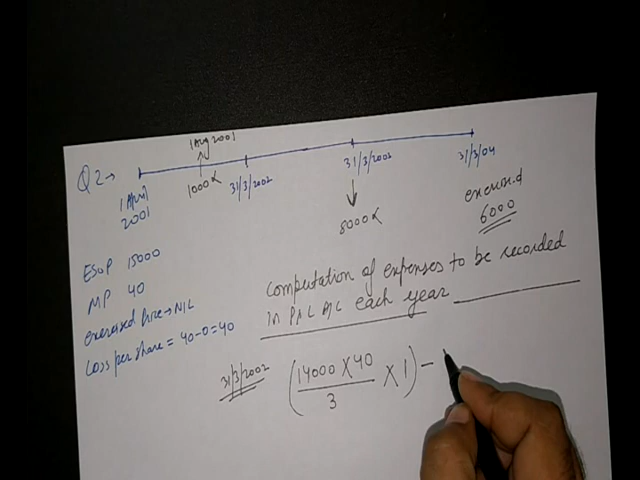 1 Aug 2001
Q2→
1 April
2001
1000 α
31/3/2002
31/3/2003
31/3/04
8000 α
exercised
6000
ESOP 15000
MP 40
exercised Price → NIL
Loss per share = 40-0=40
Computation of expenses to be recorded
in P&L A/c each year
31/3/2002
(14000 X 40 / 3 X 1) -